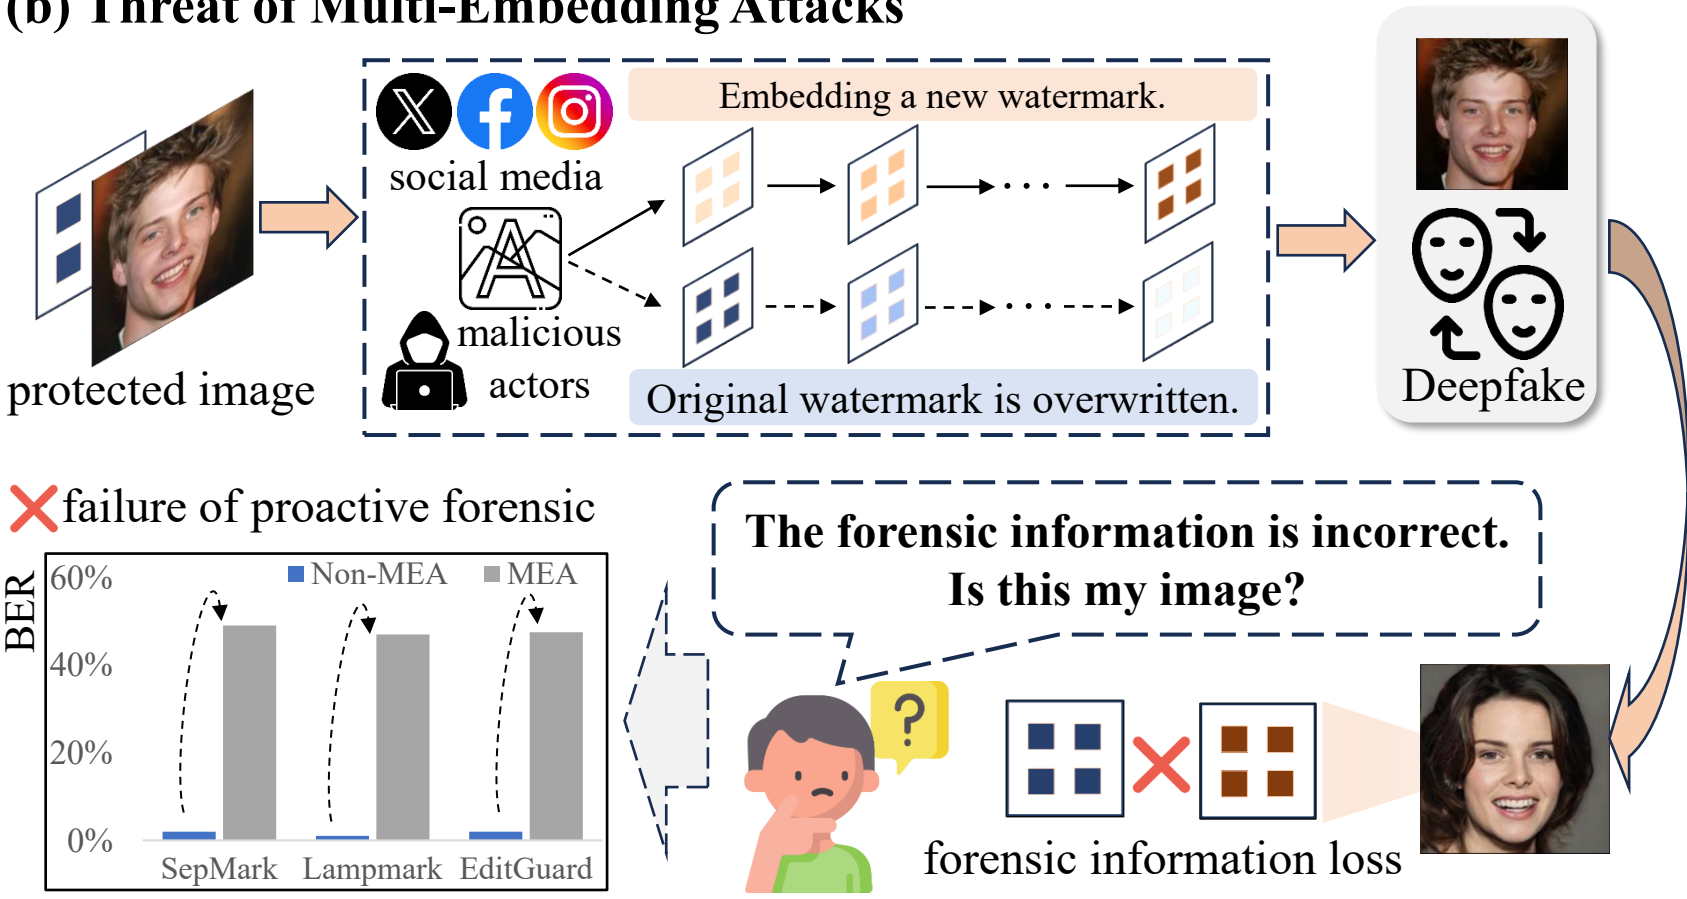 (b) Threat of Multi-Embedding Attacks
social media
malicious
actors
Embedding a new watermark.
Original watermark is overwritten.
protected image
Deepfake
failure of proactive forensic
BER
60%
40%
20%
0%
Non-MEA
MEA
SepMark
Lampmark
EditGuard
The forensic information is incorrect.
Is this my image?
?
forensic information loss